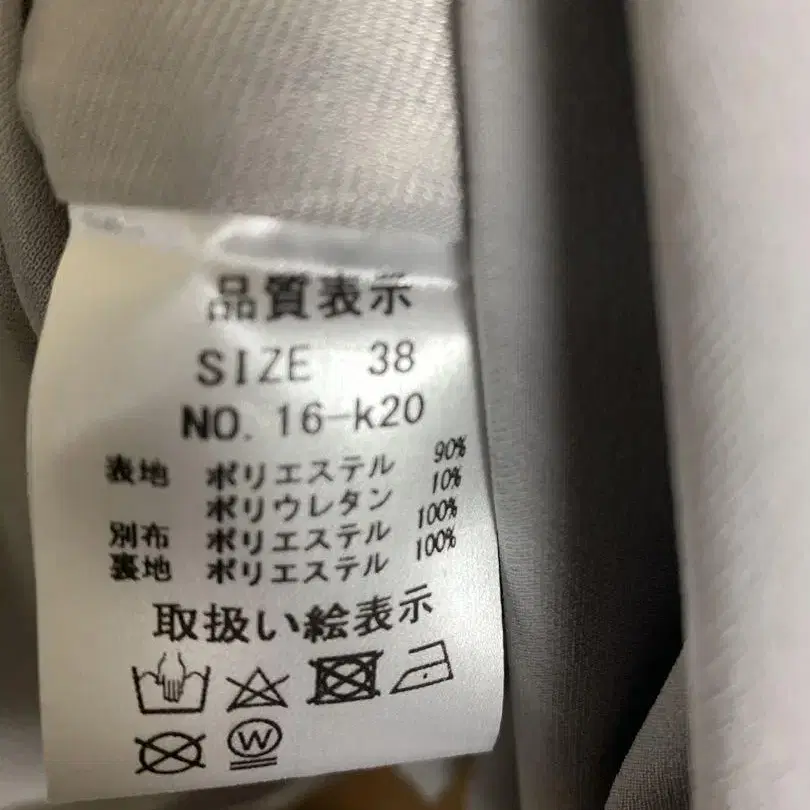 品質表示
SIZE 38
NO. 16-k20
表地 ポリエステル 90%
ポリウレタン 10%
別布 ポリエステル 100%
裏地 ポリエステル 100%
取扱い絵表示
W